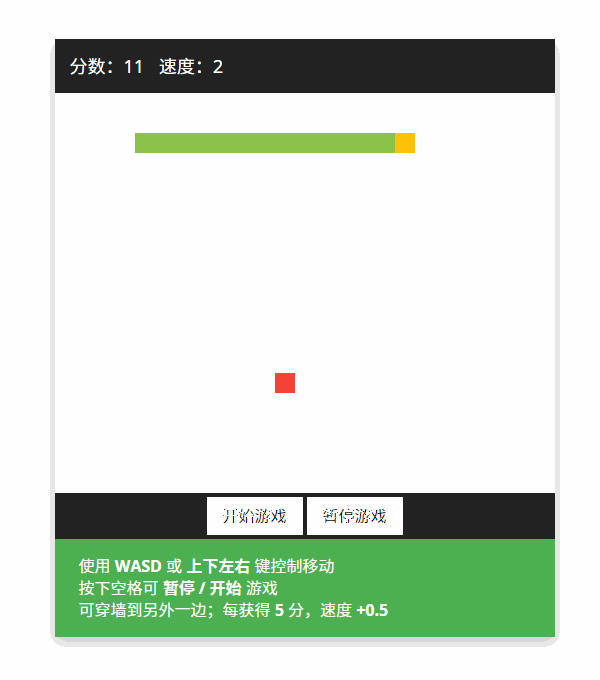 分数：11 速度：2
开始游戏 暂停游戏
使用 WASD 或 上下左右 键控制移动
按下空格可 暂停 / 开始 游戏
可穿墙到另外一边；每获得 5 分，速度 +0.5